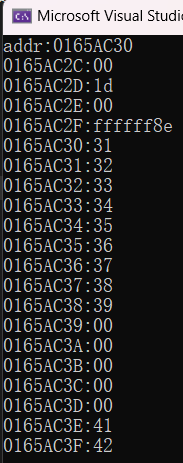 Microsoft Visual Studi
addr:0165AC30
0165AC2C:00
0165AC2D:1d
0165AC2E:00
0165AC2F:ffffff8e
0165AC30:31
0165AC31:32
0165AC32:33
0165AC33:34
0165AC34:35
0165AC35:36
0165AC36:37
0165AC37:38
0165AC38:39
0165AC39:00
0165AC3A:00
0165AC3B:00
0165AC3C:00
0165AC3D:00
0165AC3E:41
0165AC3F:42